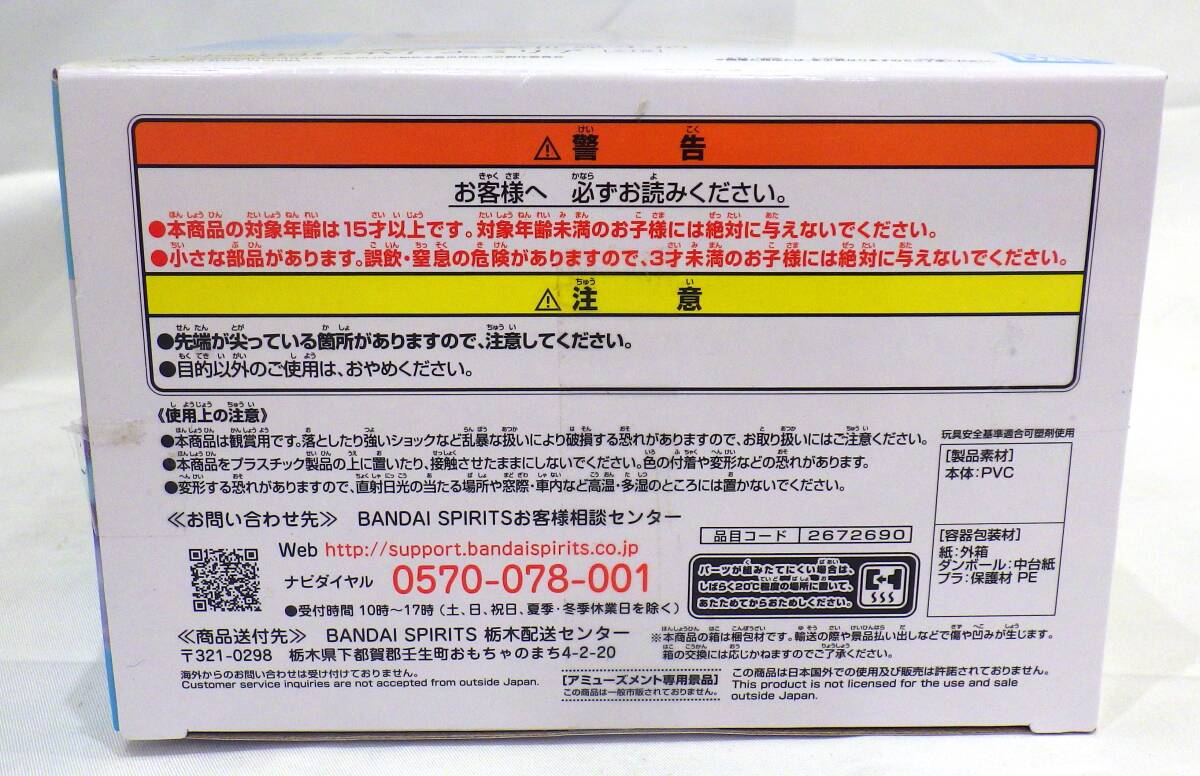 ⚠警告
お客様へ 必ずお読みください。
●本商品の対象年齢は15才以上です。対象年齢未満のお子様には絶対に与えないでください。
●小さな部品があります。誤飲・窒息の危険がありますので、3才未満のお子様には絶対に与えないでください。
⚠注意
●先端が尖っている箇所がありますので、注意してください。
●目的以外のご使用は、おやめください。
《使用上の注意》
●本商品は観賞用です。落としたり強いショックなど乱暴な扱いにより破損する恐れがありますので、お取り扱いにはご注意ください。
●本商品をプラスチック製品の上に置いたり、接触させたままにしないでください。色の付着や変形などの恐れがあります。
●変形する恐れがありますので、直射日光の当たる場所や窓際・車内など高温・多湿のところには置かないでください。
玩具安全基準適合可塑剤使用
[製品素材]
本体:PVC
[容器包装材]
紙:外箱
ダンボール:中台紙
プラ:保護材 PE
≪お問い合わせ先≫ BANDAI SPIRITSお客様相談センター
Web http://support.bandaispirits.co.jp
ナビダイヤル 0570-078-001
●受付時間 10時～17時(土、日、祝日、夏季・冬季休業日を除く)
品目コード 2672690
パーツが組みたてにくい場合は、
しばらく20℃程度の場所に置いて、
あたためてからおためしください。
≪商品送付先≫ BANDAI SPIRITS 栃木配送センター
〒321-0298 栃木県下都賀郡壬生町おもちゃのまち4-2-20
※本商品の箱は梱包材です。輸送の際や景品払い出しなどで傷や凹みが生じます。
箱の交換には応じかねますのでご了承ください。
海外からのお問い合わせは受け付けておりません。
Customer service inquiries are not accepted from outside Japan.
[アミューズメント専用景品]
この商品は一般市販されておりません。
この商品は日本国外での使用及び販売は許諾されておりません。
This product is not licensed for the use and sale
outside Japan.